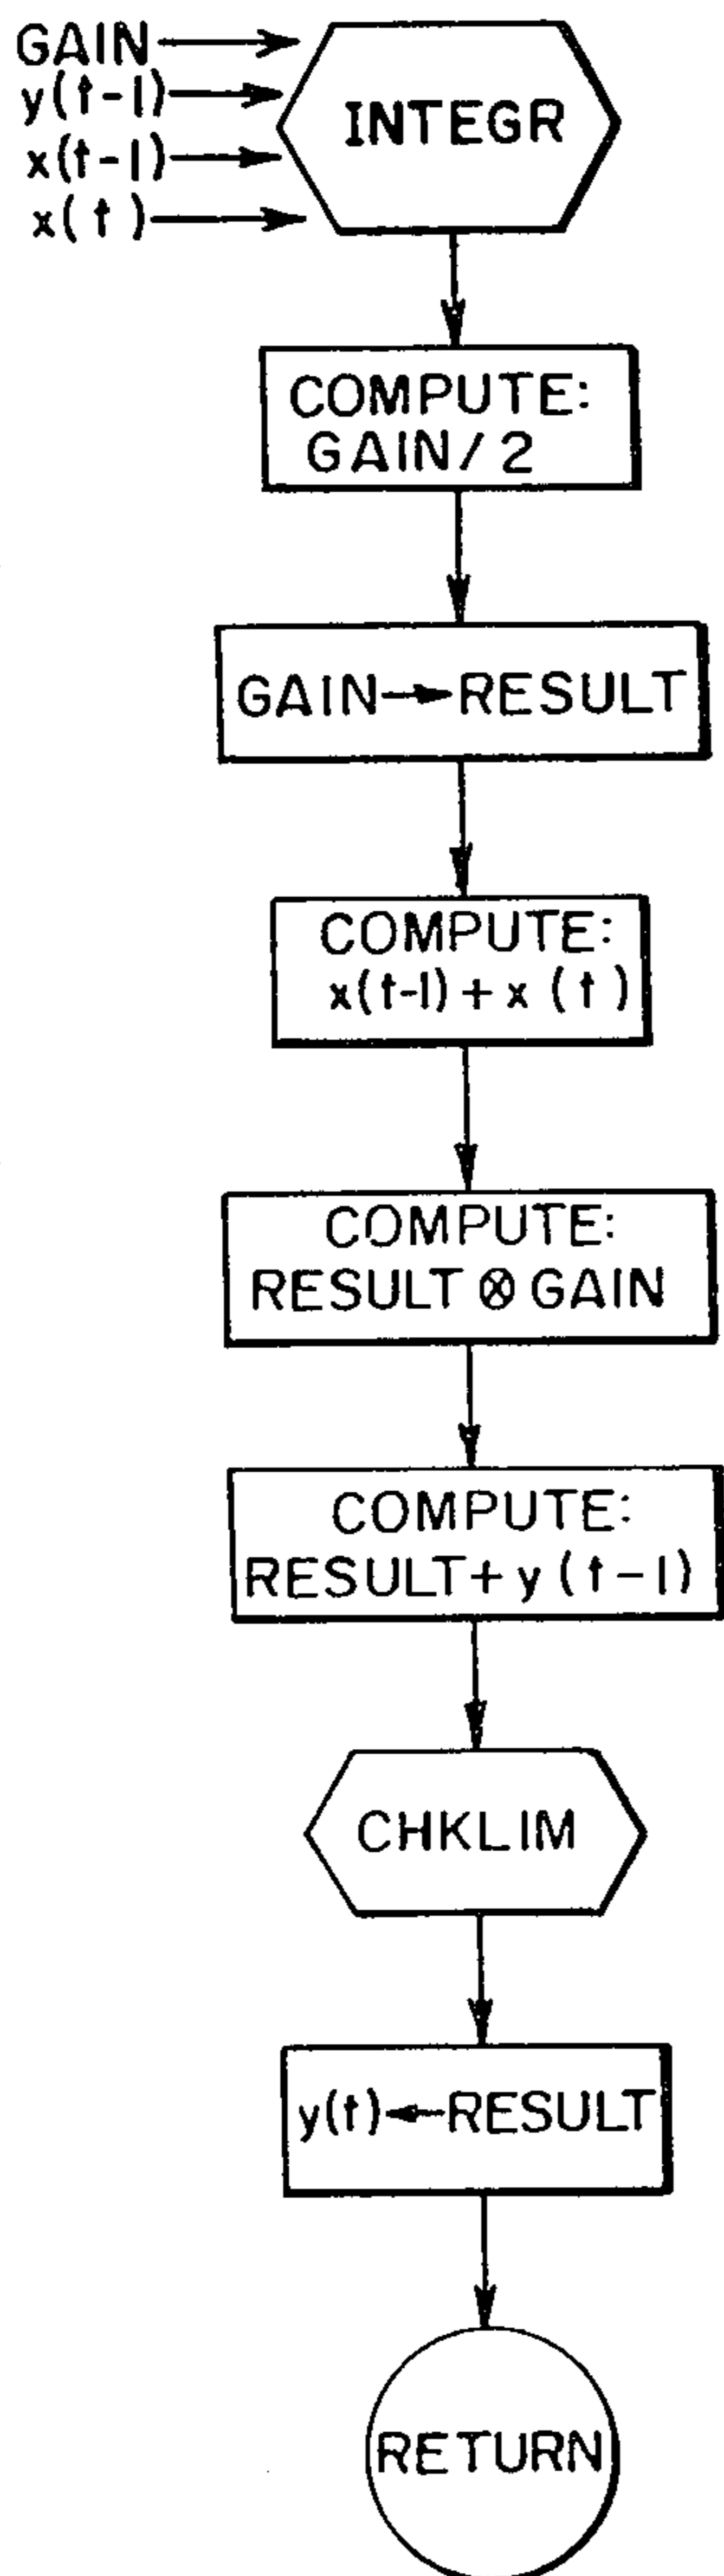 GAIN
y(t-1)
x(t-1)
x(t)
INTEGR
COMPUTE:
GAIN/2
GAIN→RESULT
COMPUTE:
x(t-1)+x(t)
COMPUTE:
RESULT⊗GAIN
COMPUTE:
RESULT+y(t-1)
CHKLIM
y(t)←RESULT
RETURN